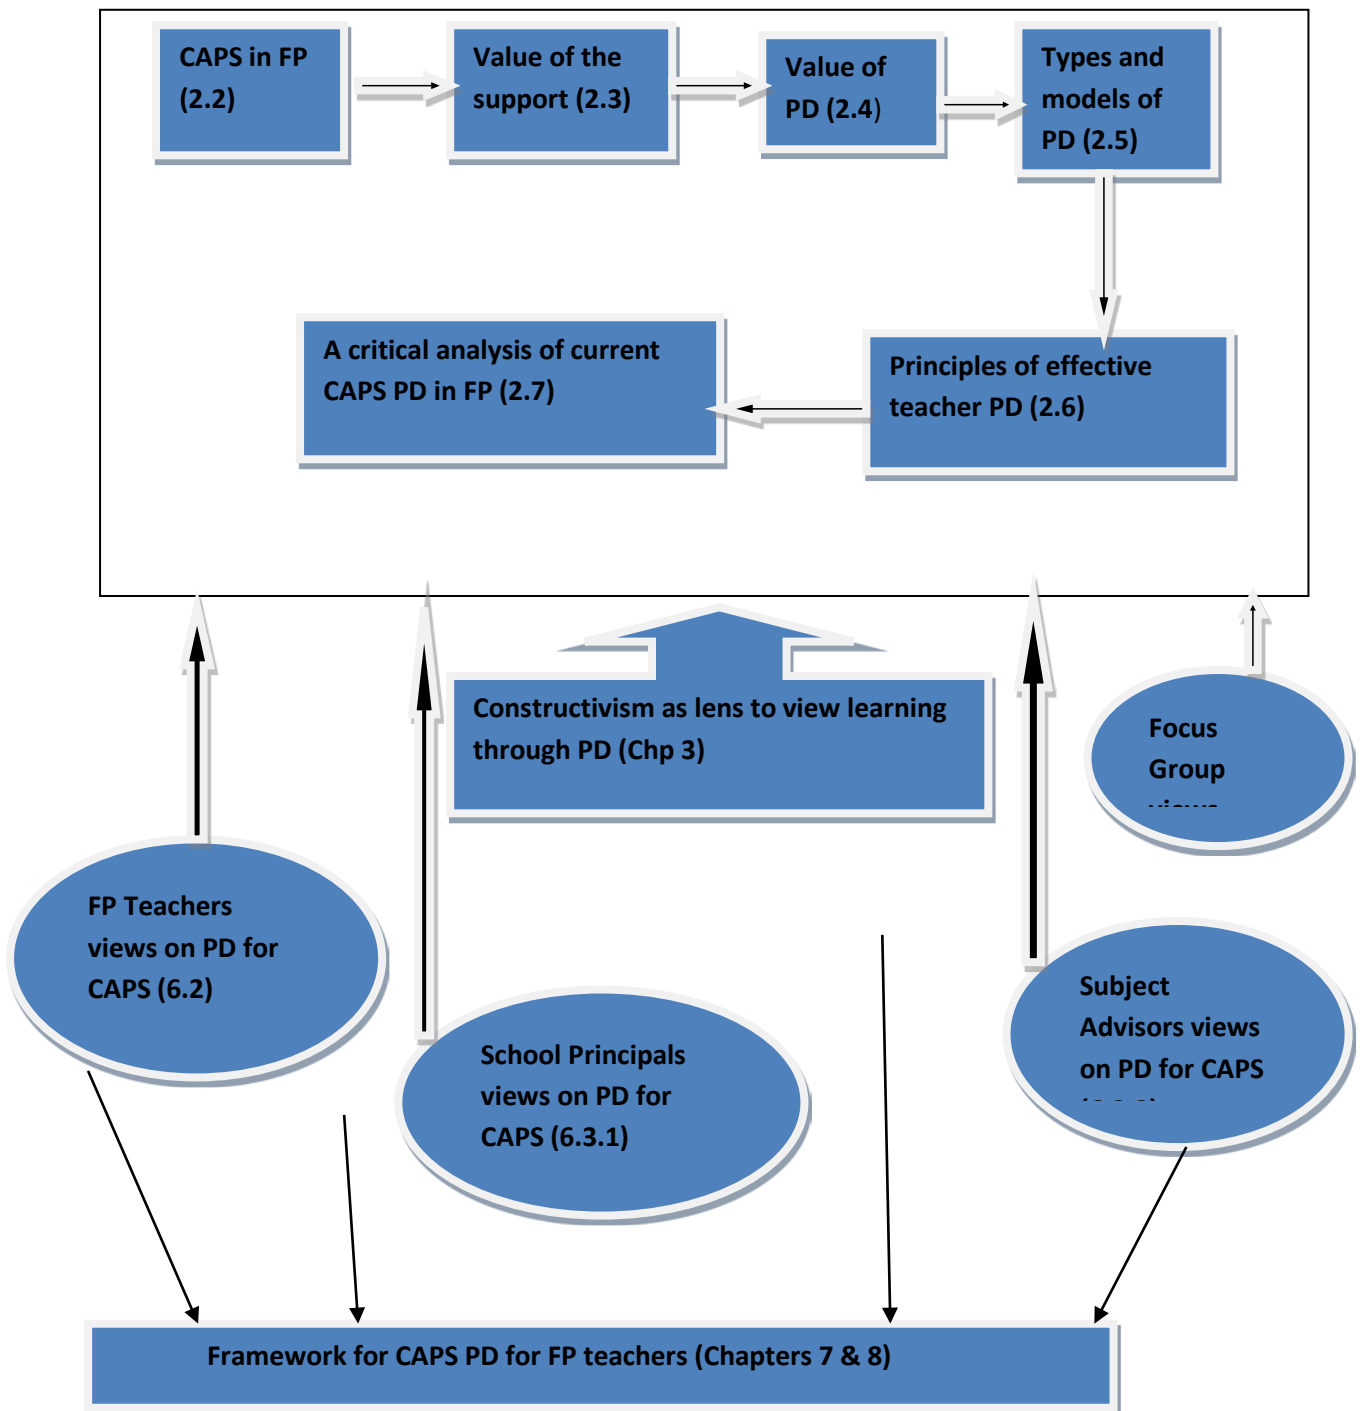 CAPS in FP
(2.2)
Value of the
support (2.3)
Value of
PD (2.4)
Types and
models of
PD (2.5)
A critical analysis of current
CAPS PD in FP (2.7)
Principles of effective
teacher PD (2.6)
Constructivism as lens to view learning
through PD (Chp 3)
Focus
Group
views
FP Teachers
views on PD for
CAPS (6.2)
School Principals
views on PD for
CAPS (6.3.1)
Subject
Advisors views
on PD for CAPS
Framework for CAPS PD for FP teachers (Chapters 7 & 8)